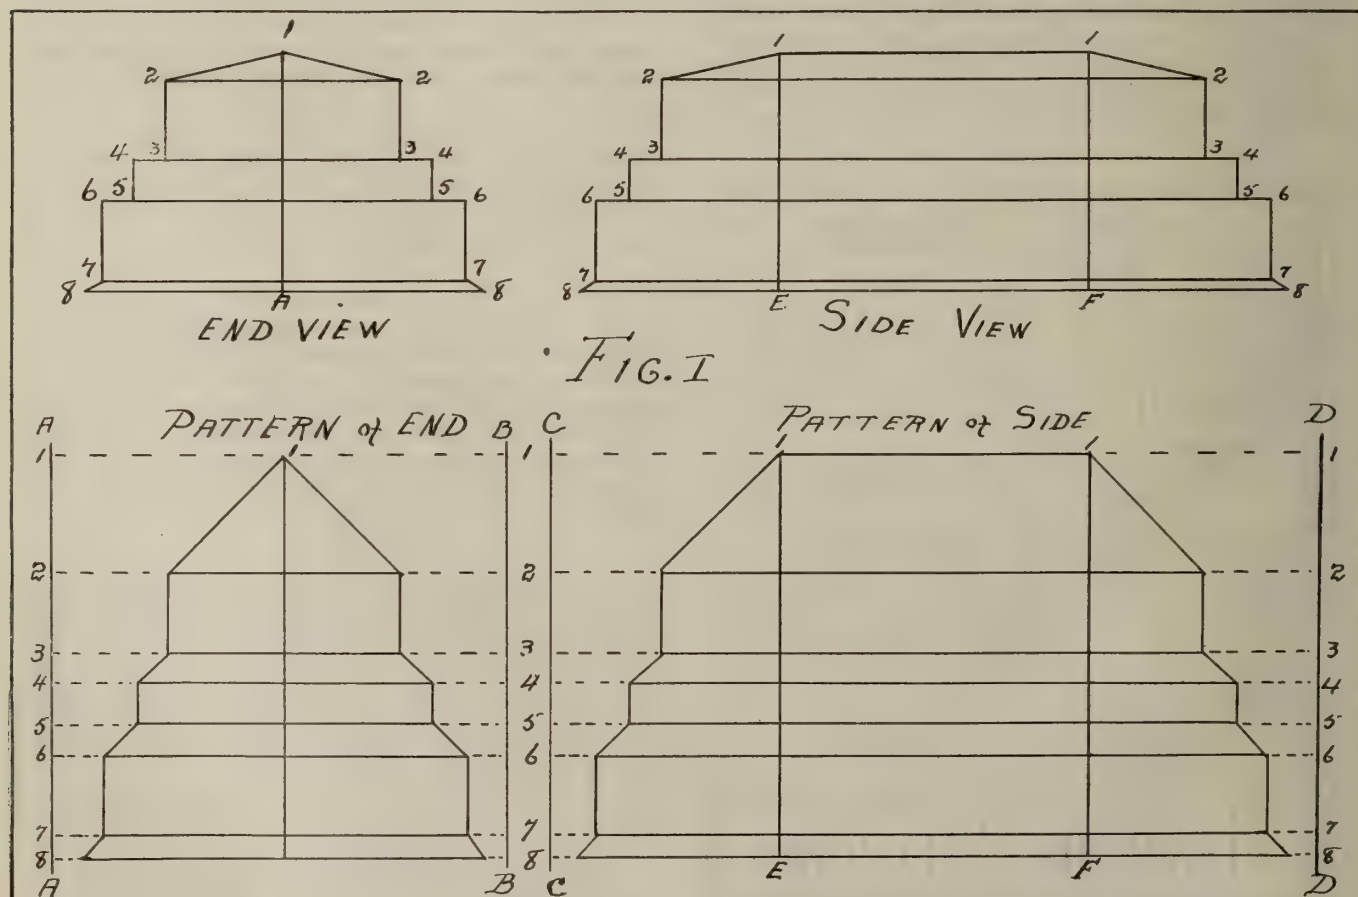 1 1 1
2 2 2 2
4 3 3 4 4 3 3 4
6 5 5 6 6 5 5 6
7 7 7 7
8 A 8 8 E F 8
END VIEW SIDE VIEW
FIG. I
A PATTERN of END B C PATTERN of SIDE D
1 1 1 1 1 1
2 2 2
3 3 3
4 4 4
5 5 5
6 6 6
7 7 7
8 8 8
A B C E F D